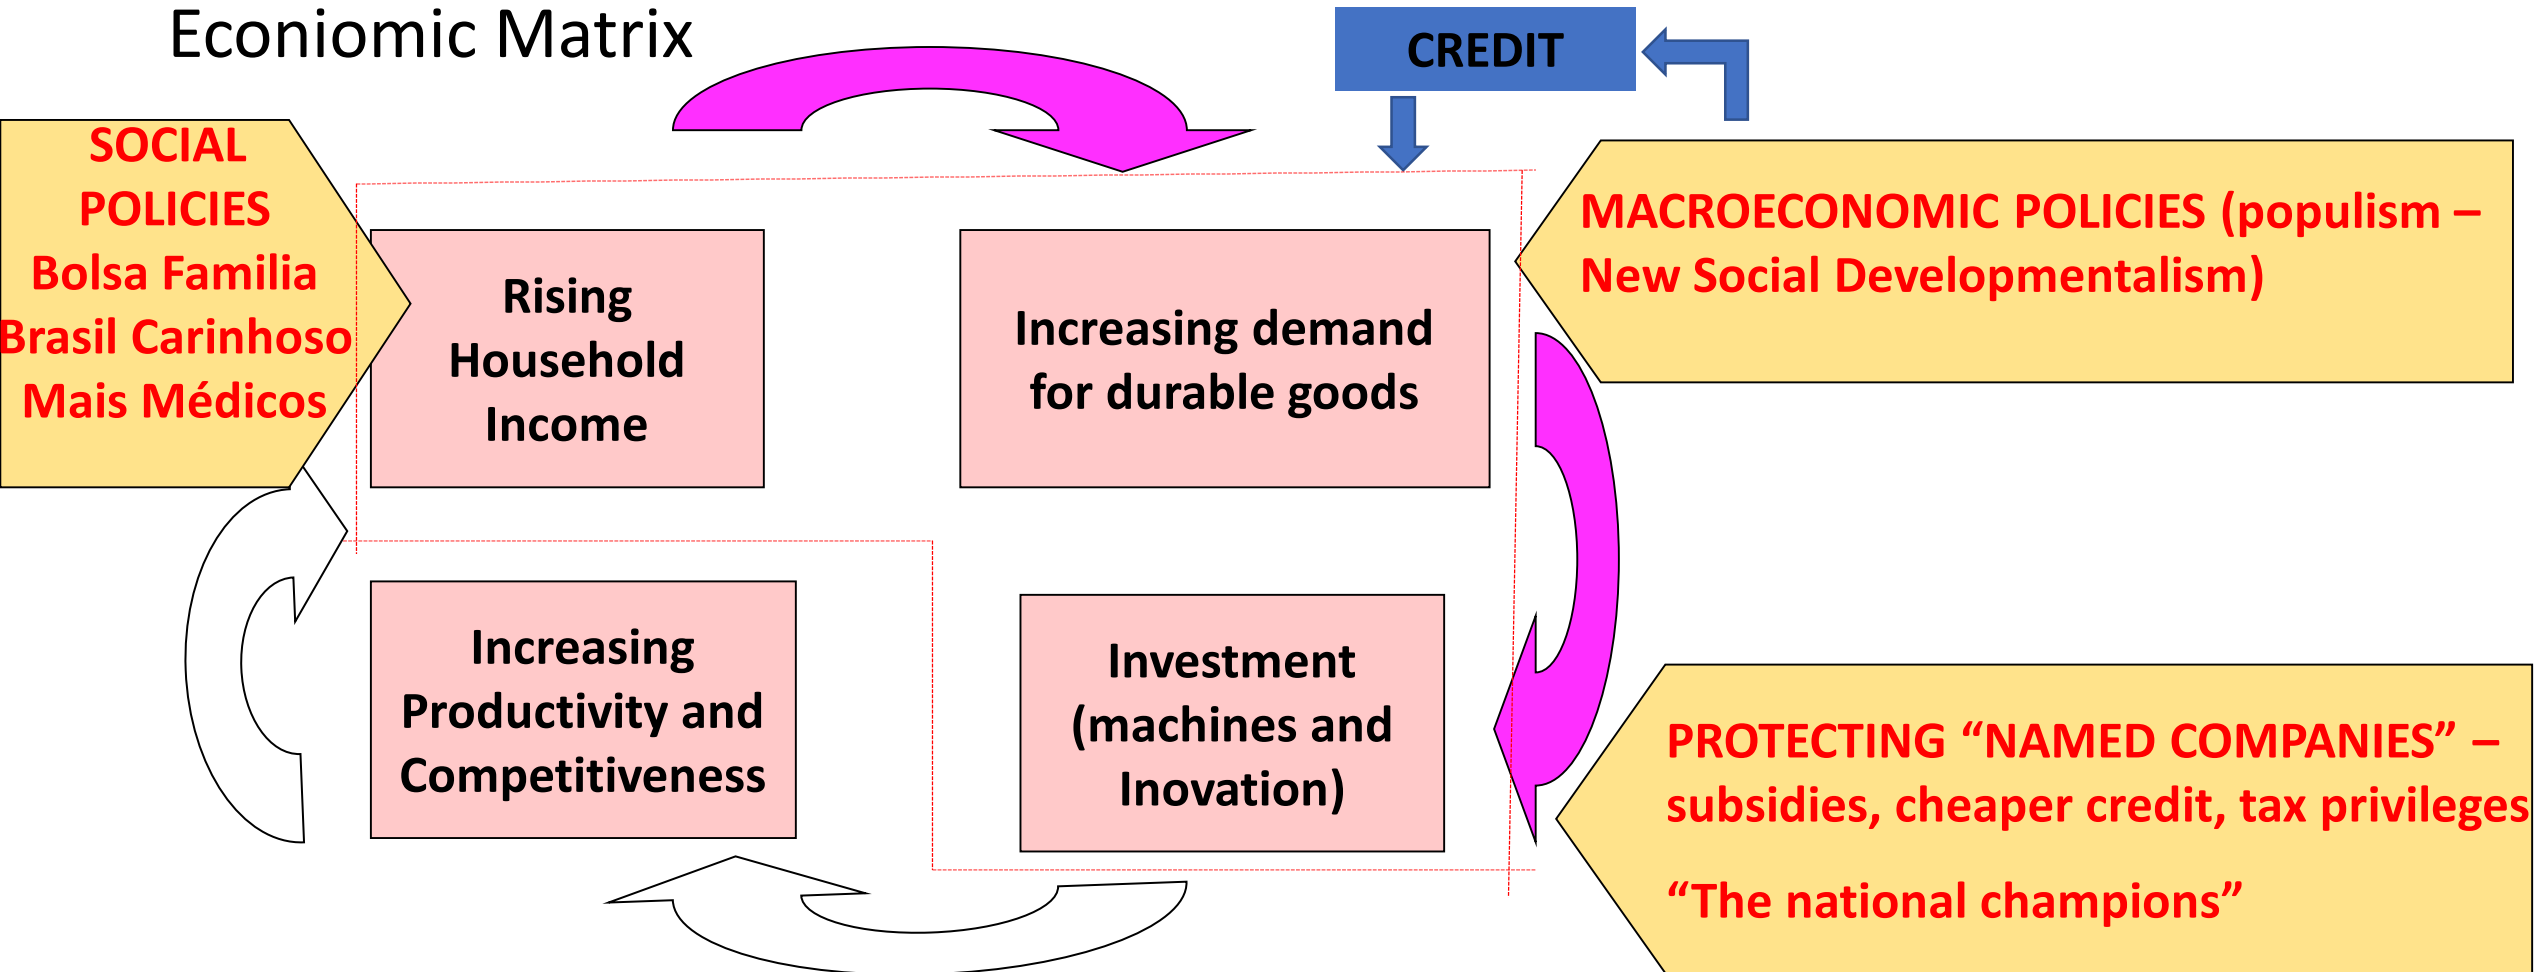 Econiomic Matrix
CREDIT
SOCIAL
POLICIES
Bolsa Familia
Brasil Carinhoso
Mais Médicos
MACROECONOMIC POLICIES (populism –
New Social Developmentalism)
Rising
Household
Income
Increasing demand
for durable goods
Increasing
Productivity and
Competitiveness
Investment
(machines and
Inovation)
PROTECTING “NAMED COMPANIES” –
subsidies, cheaper credit, tax privileges
“The national champions”